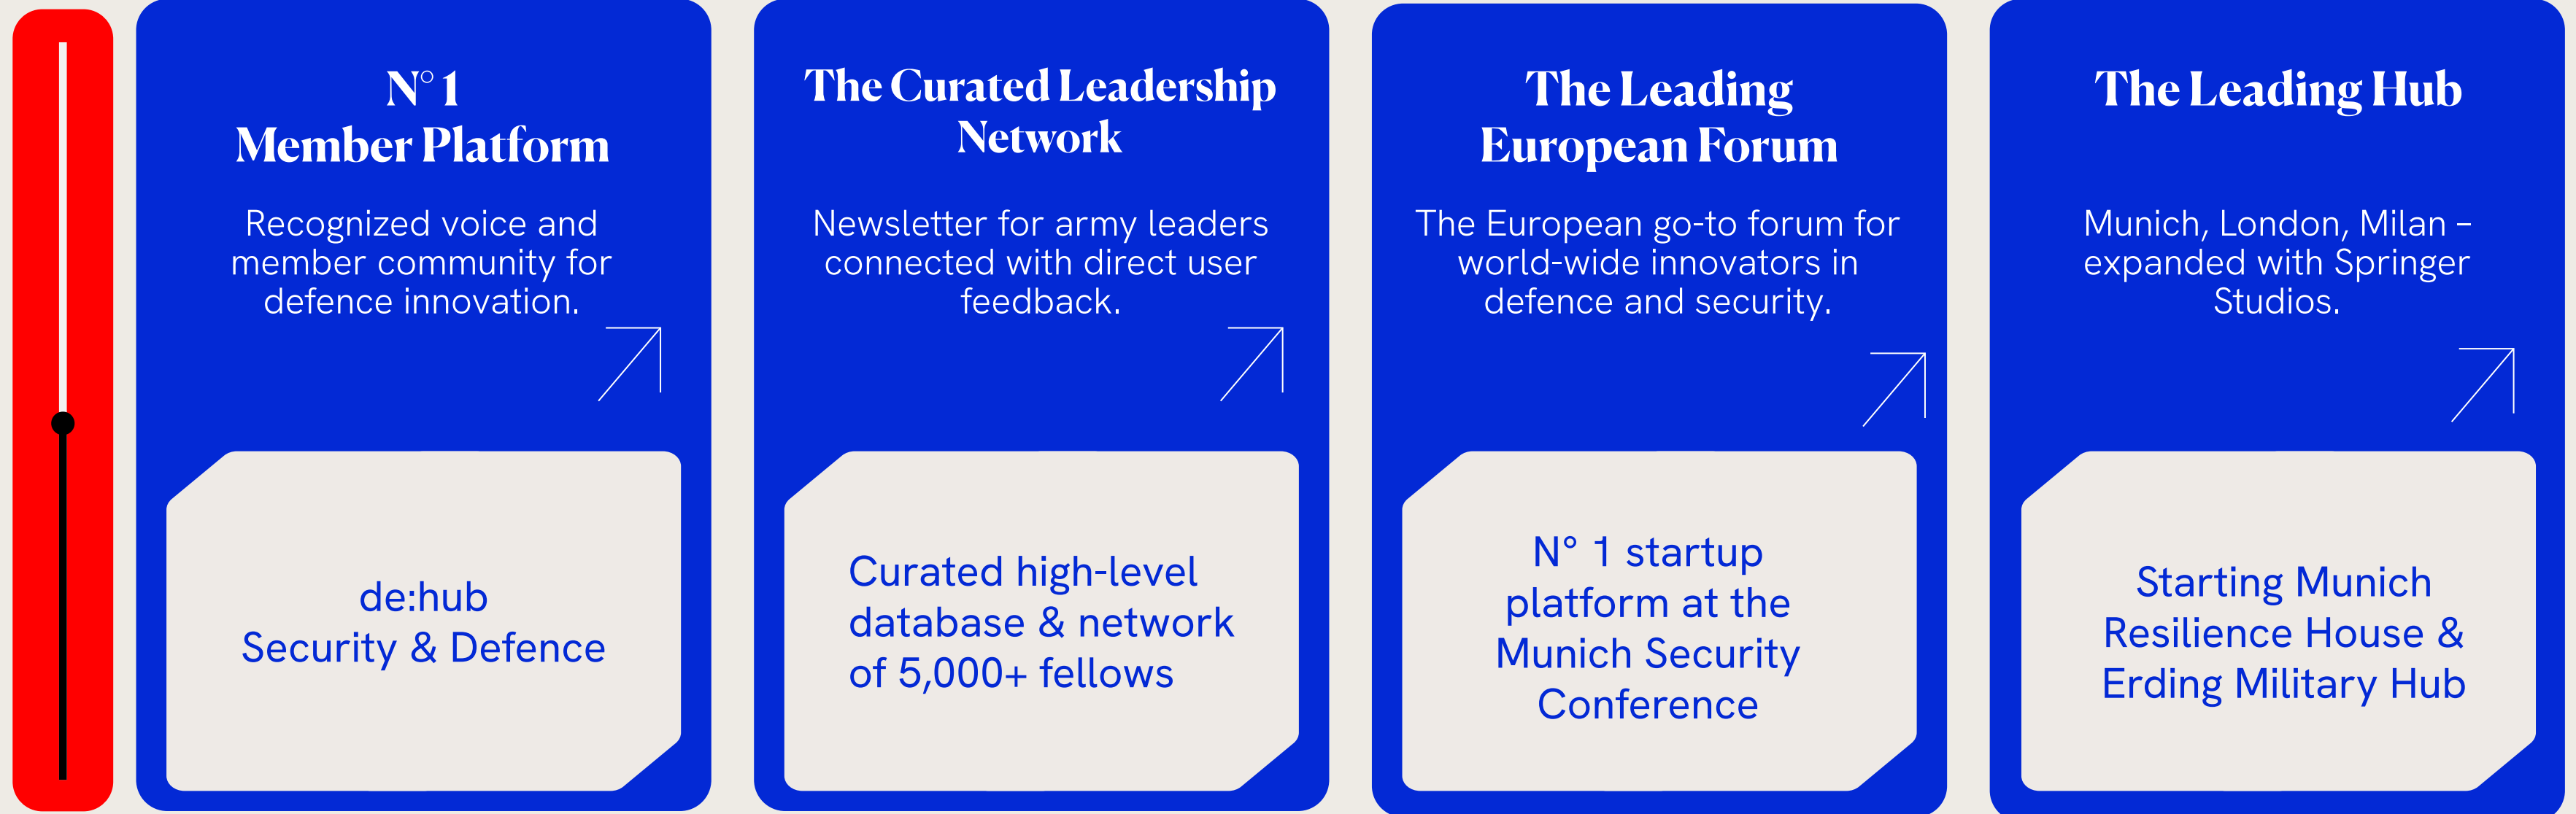 N° 1
Member Platform
Recognized voice and
member community for
defence innovation.
de:hub
Security & Defence
The Curated Leadership
Network
Newsletter for army leaders
connected with direct user
feedback.
Curated high-level
database & network
of 5,000+ fellows
The Leading
European Forum
The European go-to forum for
world-wide innovators in
defence and security.
N° 1 startup
platform at the
Munich Security
Conference
The Leading Hub
Munich, London, Milan –
expanded with Springer
Studios.
Starting Munich
Resilience House &
Erding Military Hub